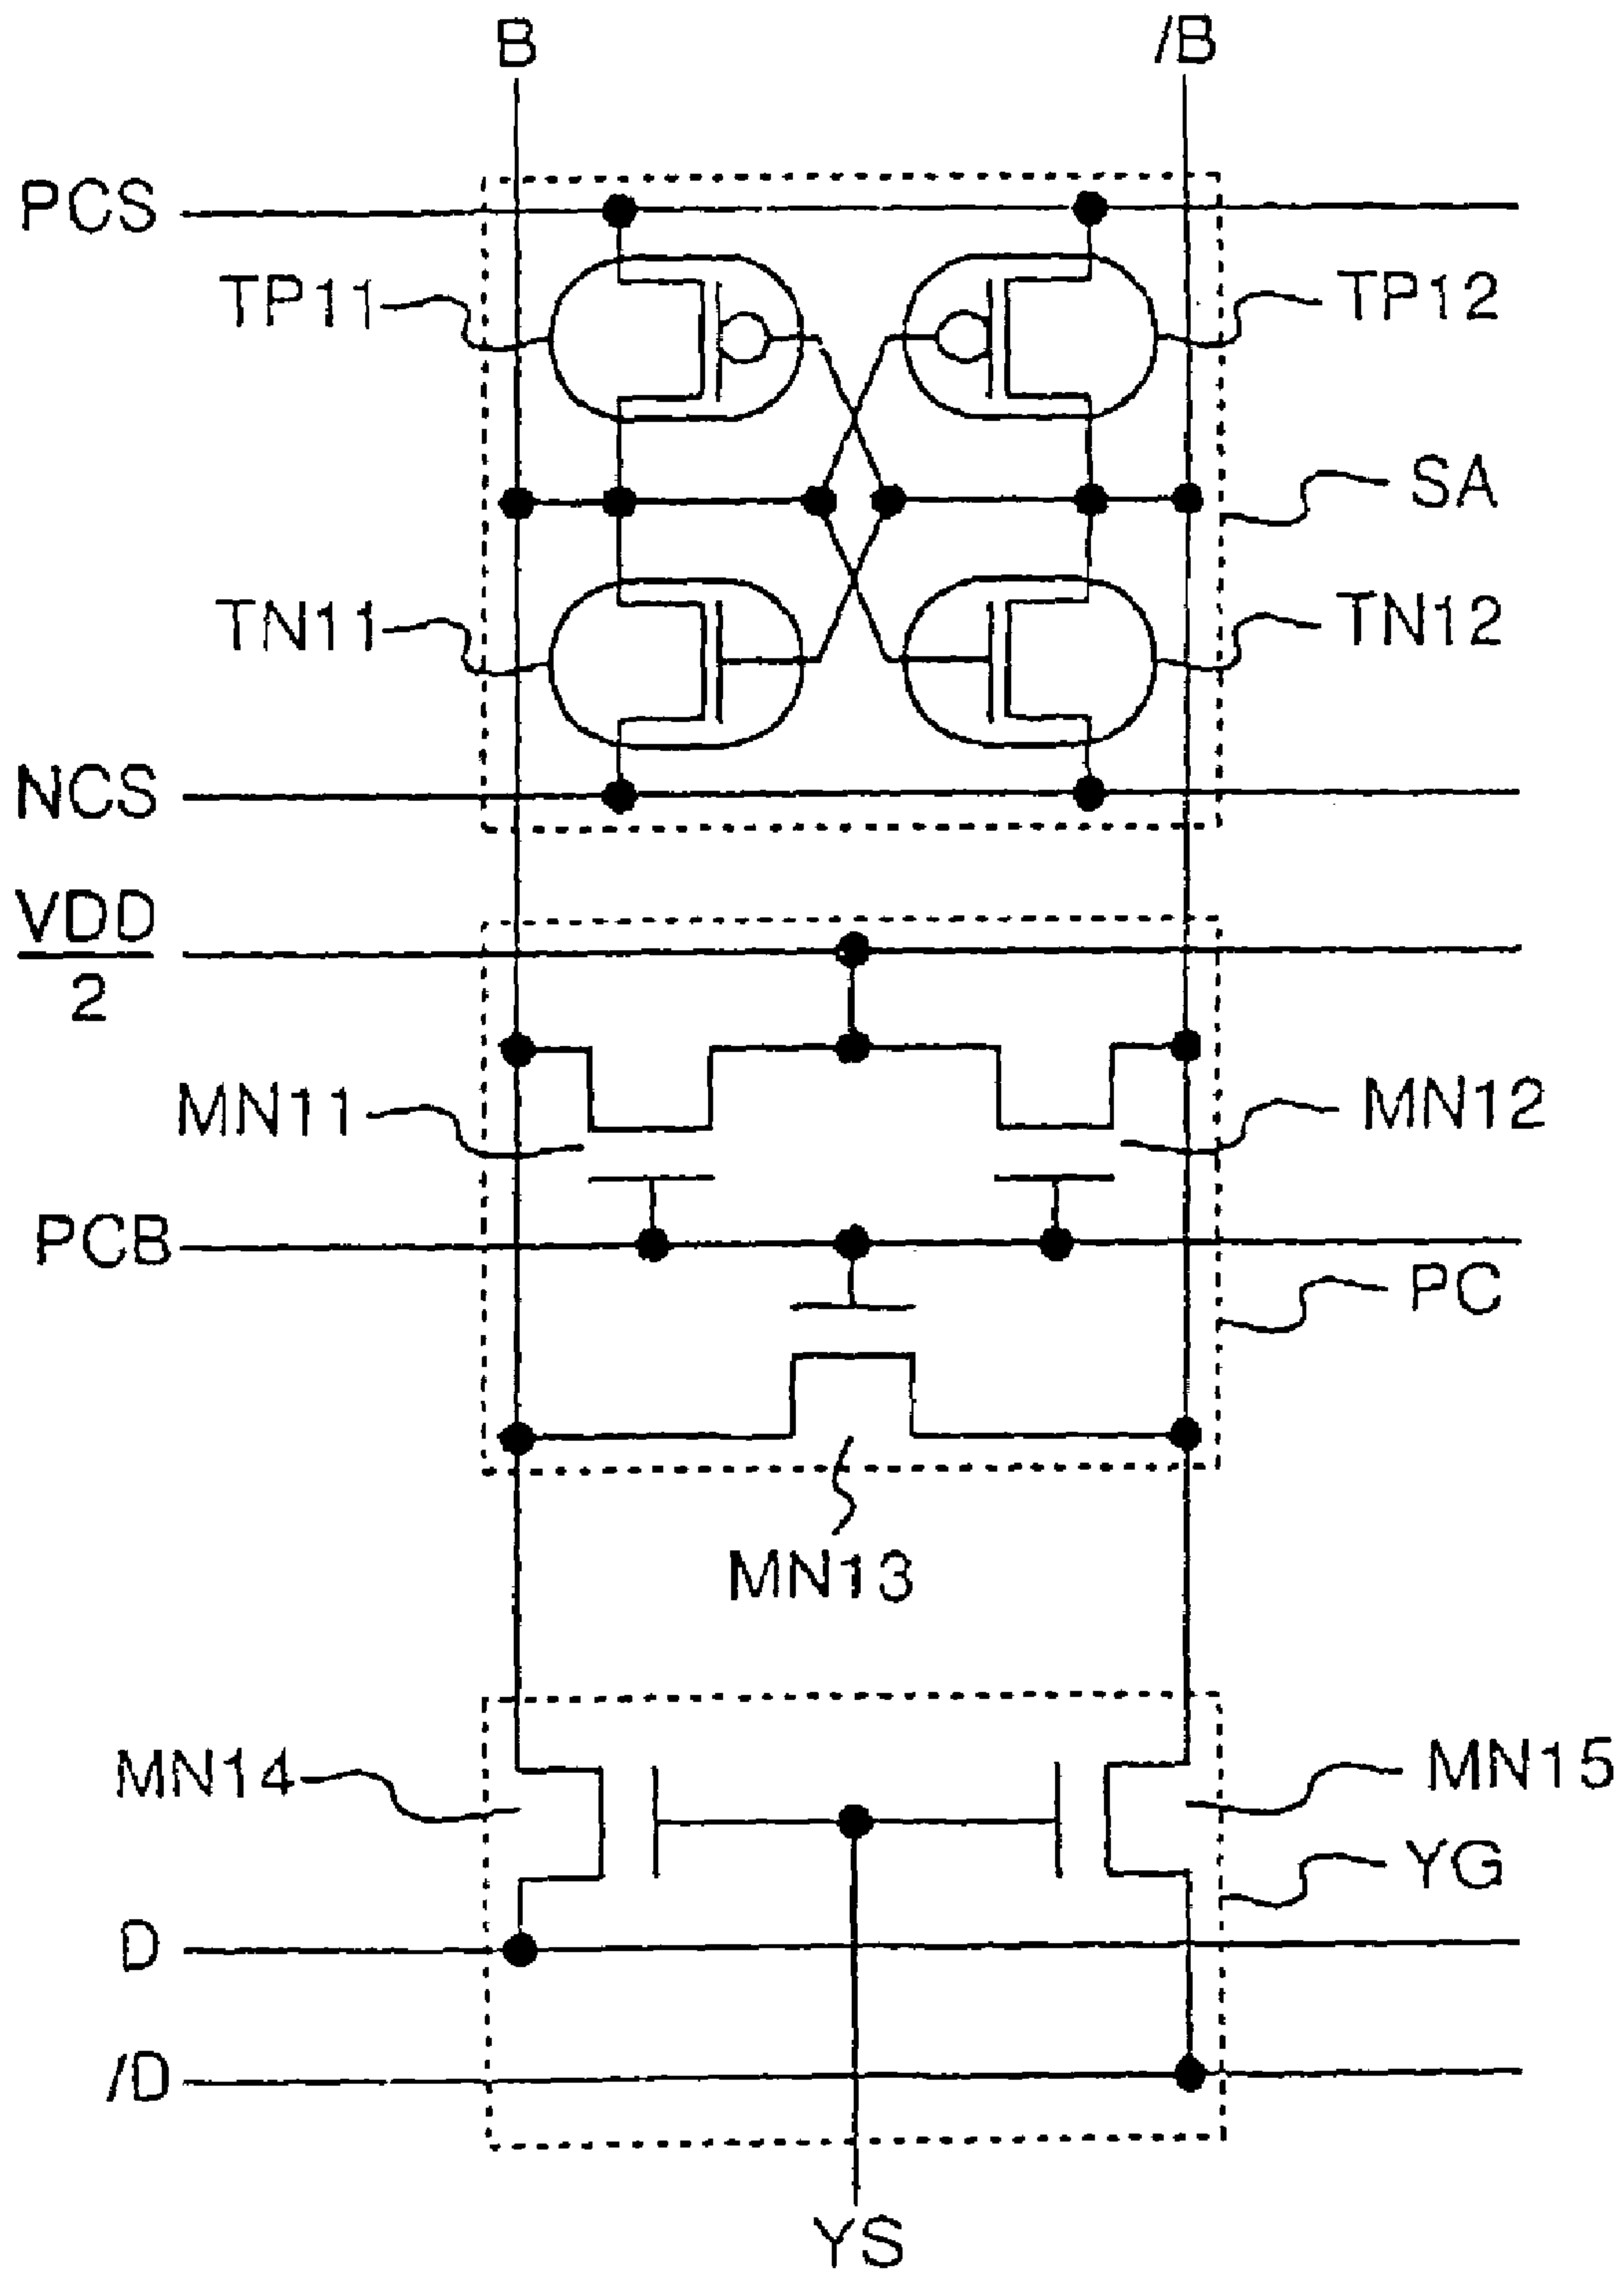 B
/B
PCS
TP11
TP12
SA
TN11
TN12
NCS
VDD
2
MN11
MN12
PCB
PC
MN13
MN14
MN15
YG
D
/D
YS